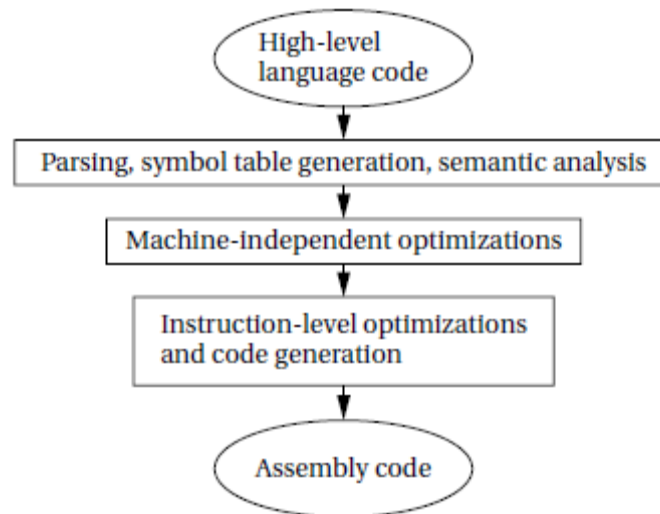 High-level
language code
Parsing, symbol table generation, semantic analysis
Machine-independent optimizations
Instruction-level optimizations
and code generation
Assembly code